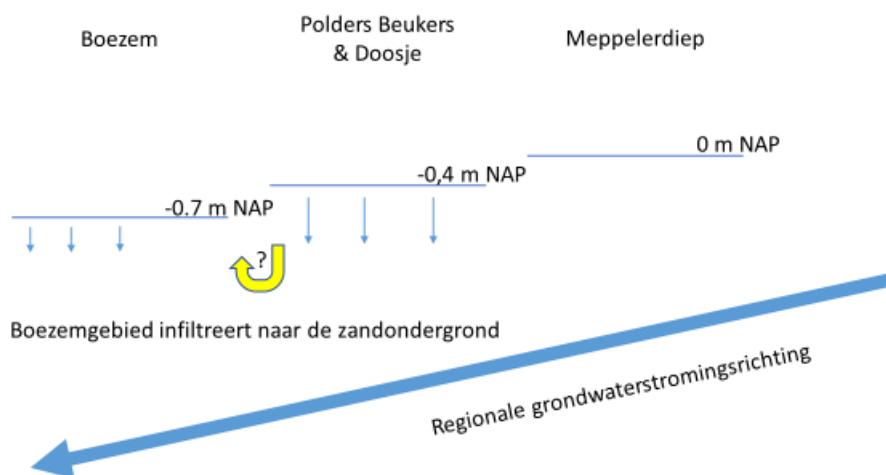 Boezem
Polders Beukers
& Doosje
Meppelerdiep
0 m NAP
-0,4 m NAP
-0.7 m NAP
?
Boezemgebied infiltreert naar de zandondergrond
Regionale grondwaterstromingsrichting